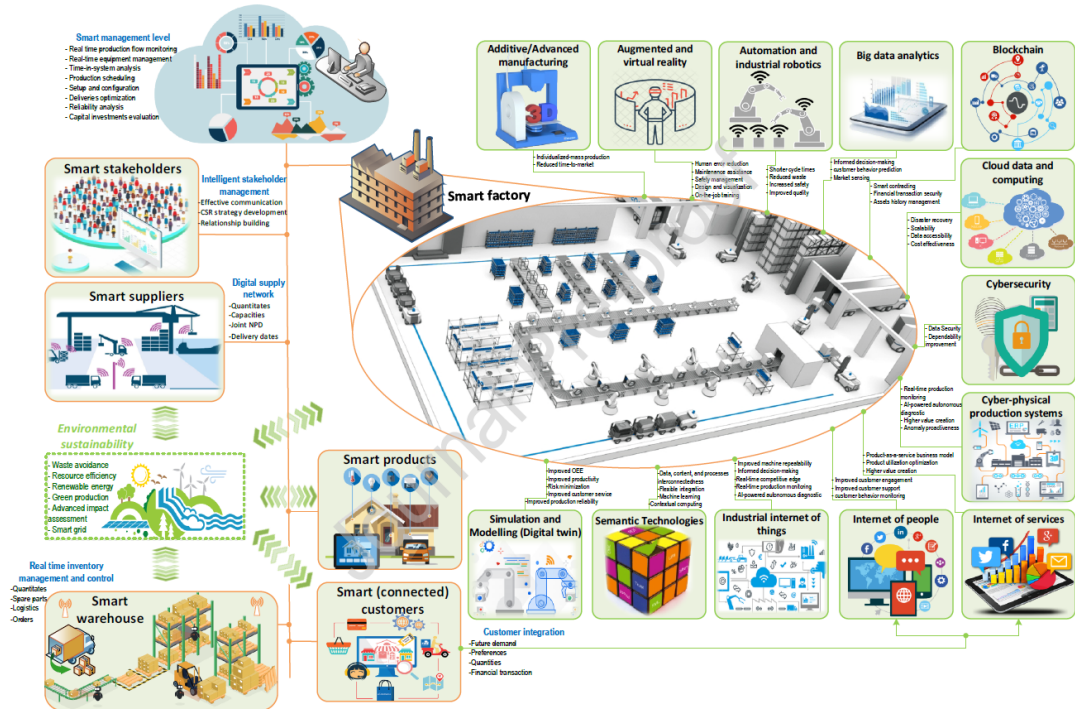 Smart management level
- Real time production flow monitoring
- Real-time equipment management
- Time-in-system analysis
- Production scheduling
- Setup and configuration
- Deliveries optimization
- Reliability analysis
- Capital investments evaluation
Smart stakeholders
Intelligent stakeholder
management
-Effective communication
-CSR strategy development
-Relationship building
Smart suppliers
Digital supply
network
-Quantitates
-Capacities
-Joint NPD
-Delivery dates
Environmental
sustainability
Waste avoidance
Resource efficiency
Renewable energy
Green production
Advanced impact
assessment
Smart grid
Real time inventory
management and control
-Quantitates
-Spare parts
-Logistics
-Orders
Smart
warehouse
Smart factory
Smart products
Smart (connected)
customers
Customer integration
-Future demand
-Preferences
-Quantities
-Financial transaction
Additive/Advanced
manufacturing
3D
- Individualized-mass production
- Reduced time-to-market
Augmented and
virtual reality
Human error reduction
Maintenance assistance
Safety management
Design and visualization
On-the-job training
Automation and
industrial robotics
Shorter cycle times
Reduced waste
Increased safety
Improved quality
Big data analytics
- Informed decision-making
customer behavior prediction
- Market sensing
Blockchain
- Smart contracting
- Financial transaction security
- Assets history management
Cloud data and
computing
Disaster recovery
Scalability
Data accessibility
Cost effectiveness
Cybersecurity
- Data Security
- Dependability
improvement
Cyber-physical
production systems
ERP
-Real-time production
monitoring
- AI-powered autonomous
diagnostic
- Higher value creation
- Anomaly proactiveness
- Product-as-a-service business model
- Product utilization optimization
- Higher value creation
Improved customer engagement
Improved customer support
customer behavior monitoring
Improved machine repeatability
Informed decision-making
-Real-time competitive edge
-Real-time production monitoring
AI-powered autonomous diagnostic
-Data, content, and processes
interconnectedness
-Flexible integration
-Machine learning
-Contextual computing
Improved OEE
Improved productivity
Risk minimization
Improved customer service
Improved production reliability
Simulation and
Modelling (Digital twin)
Semantic Technologies
Industrial internet of
things
Internet of people
Internet of services